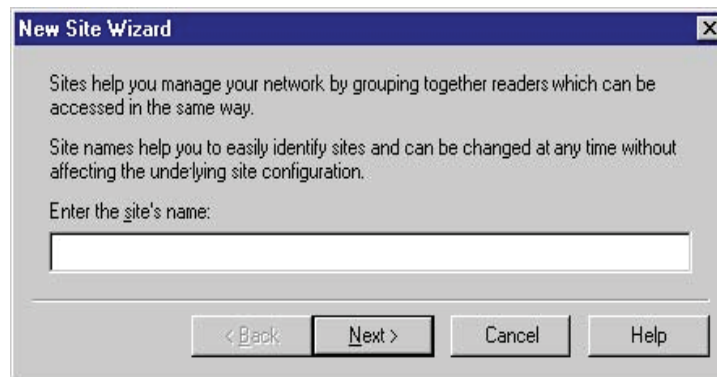 New Site Wizard
Sites help you manage your network by grouping together readers which can be
accessed in the same way.
Site names help you to easily identify sites and can be changed at any time without
affecting the underlying site configuration.
Enter the site's name:
< Back
Next >
Cancel
Help